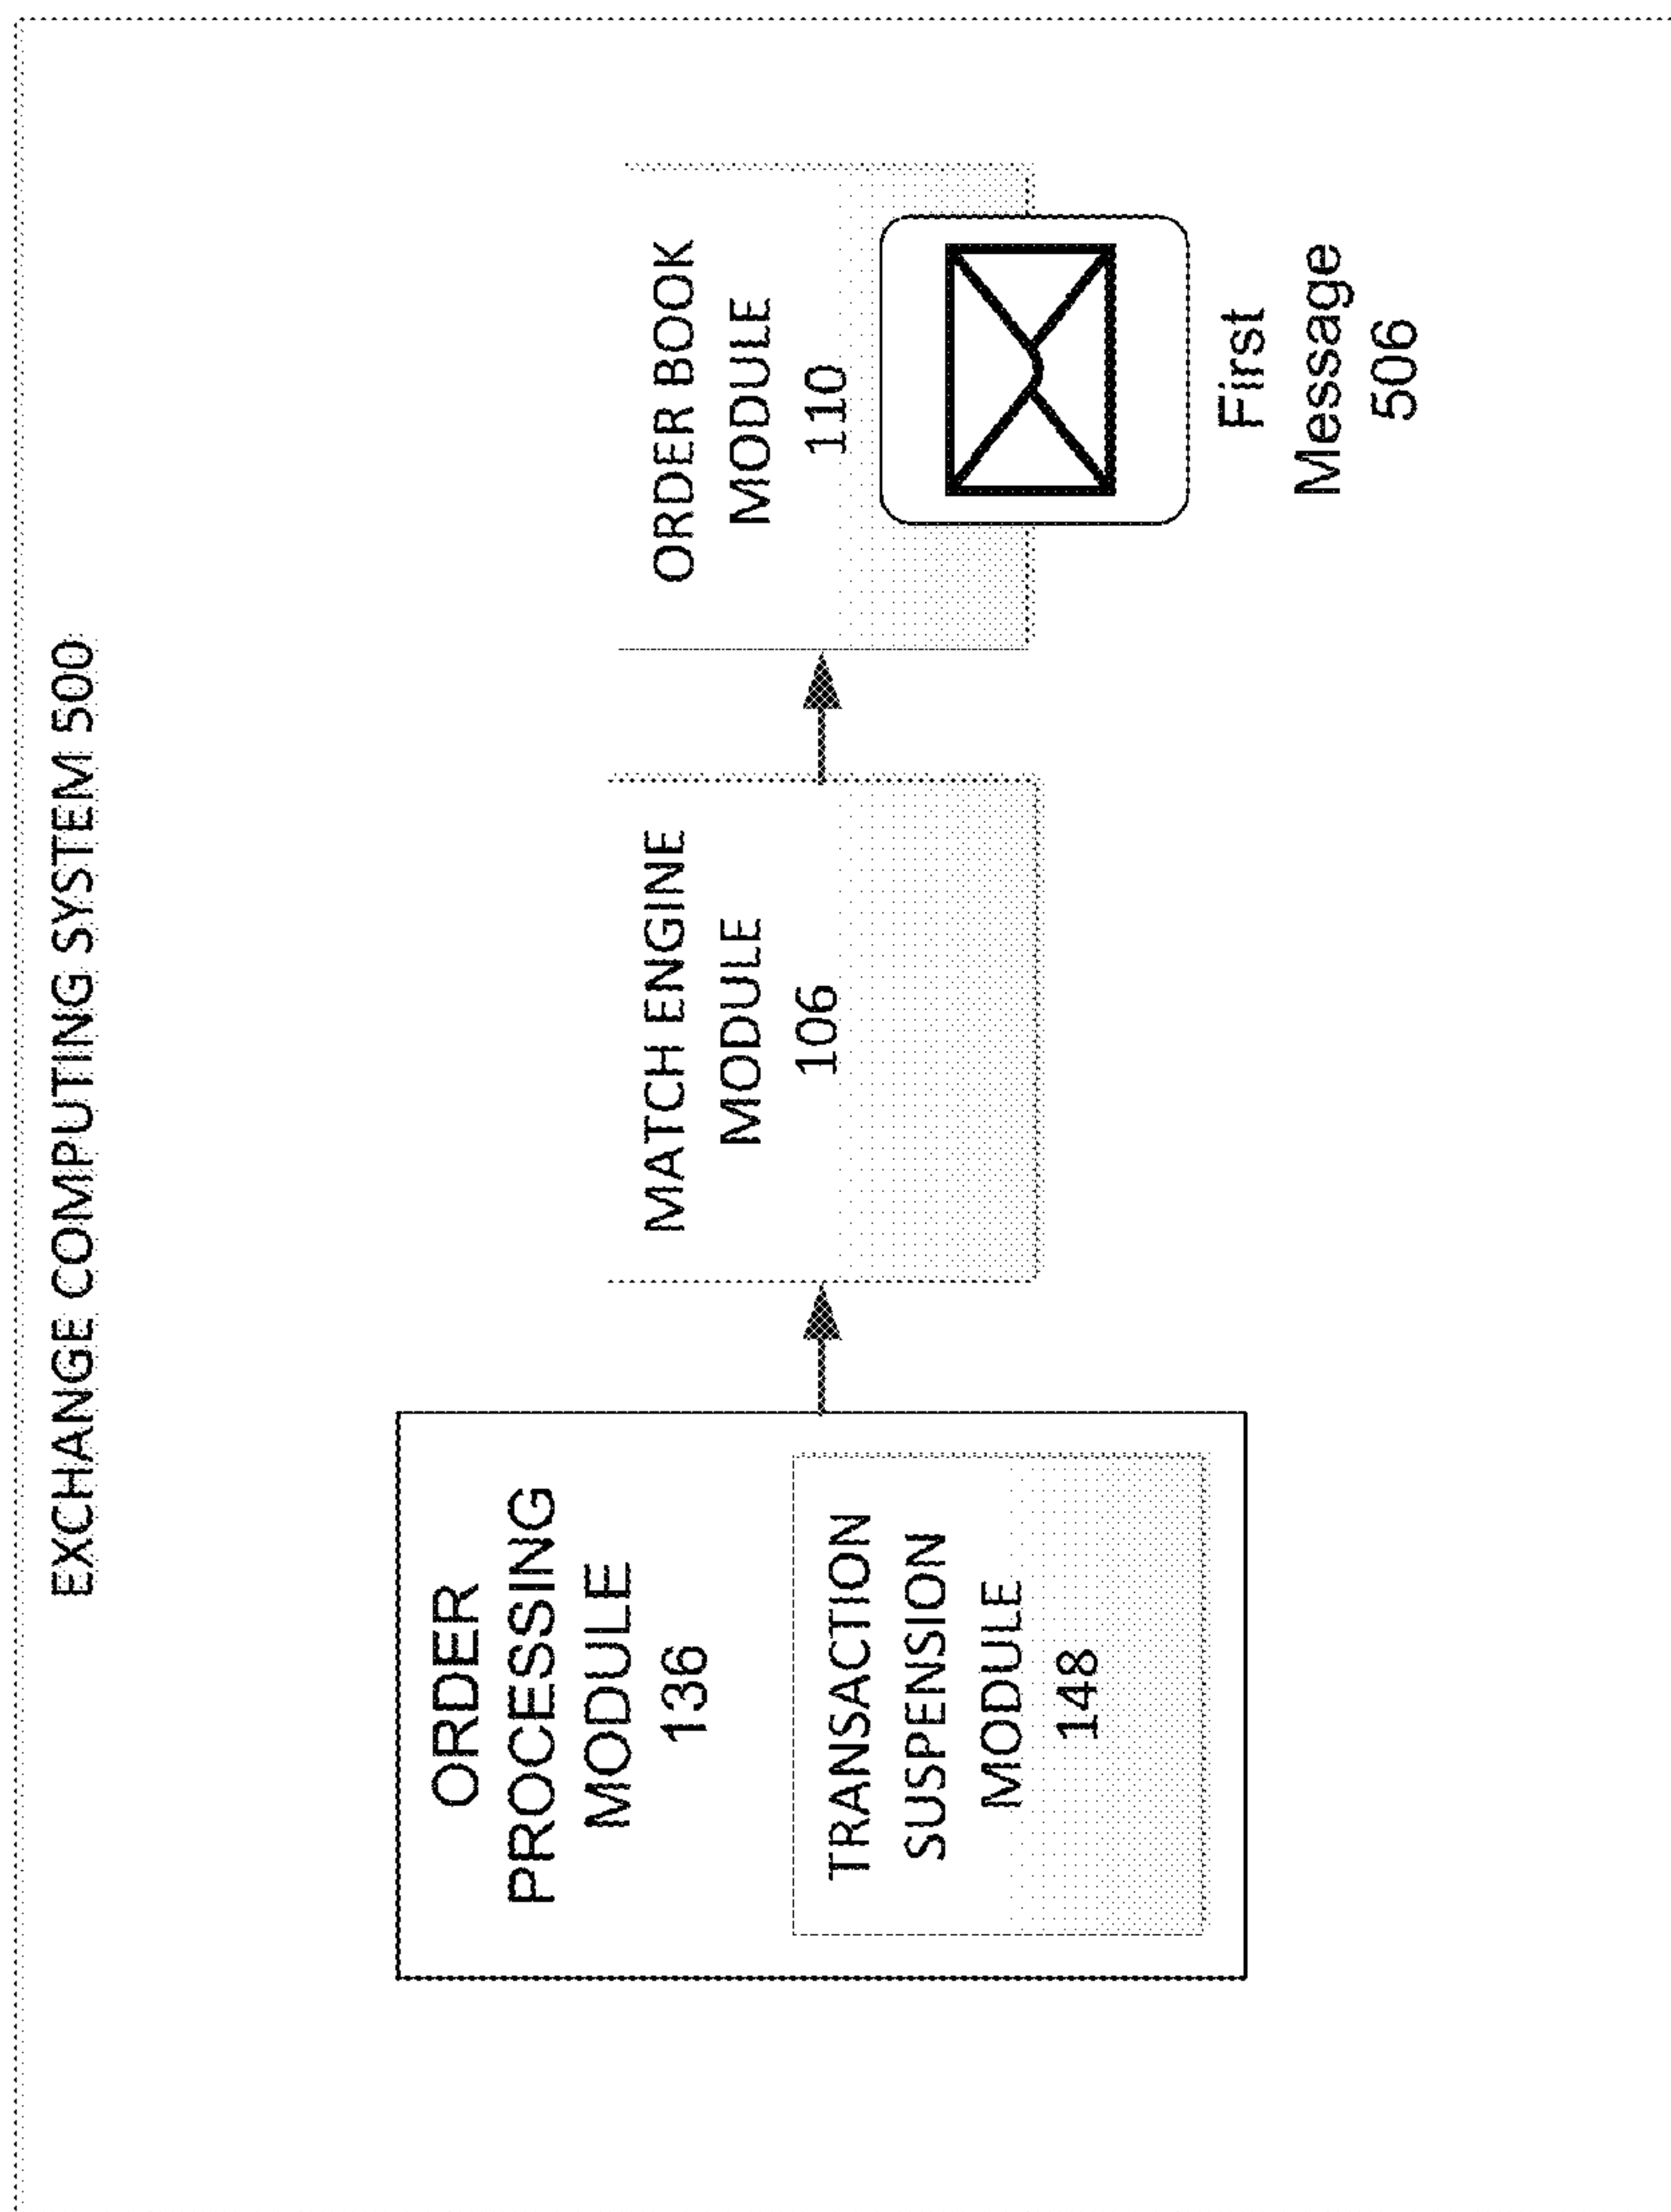 EXCHANGE COMPUTING SYSTEM 500
ORDER
PROCESSING
MODULE
136
TRANSACTION
SUSPENSION
MODULE
148
MATCH ENGINE
MODULE
106
ORDER BOOK
MODULE
110
First
Message
506